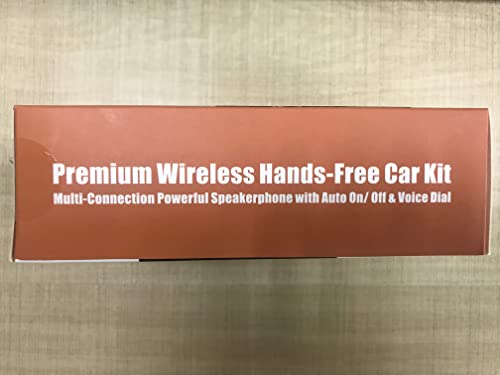 Premium Wireless Hands-Free Car Kit
Multi-Connection Powerful Speakerphone with Auto On/ Off & Voice Dial